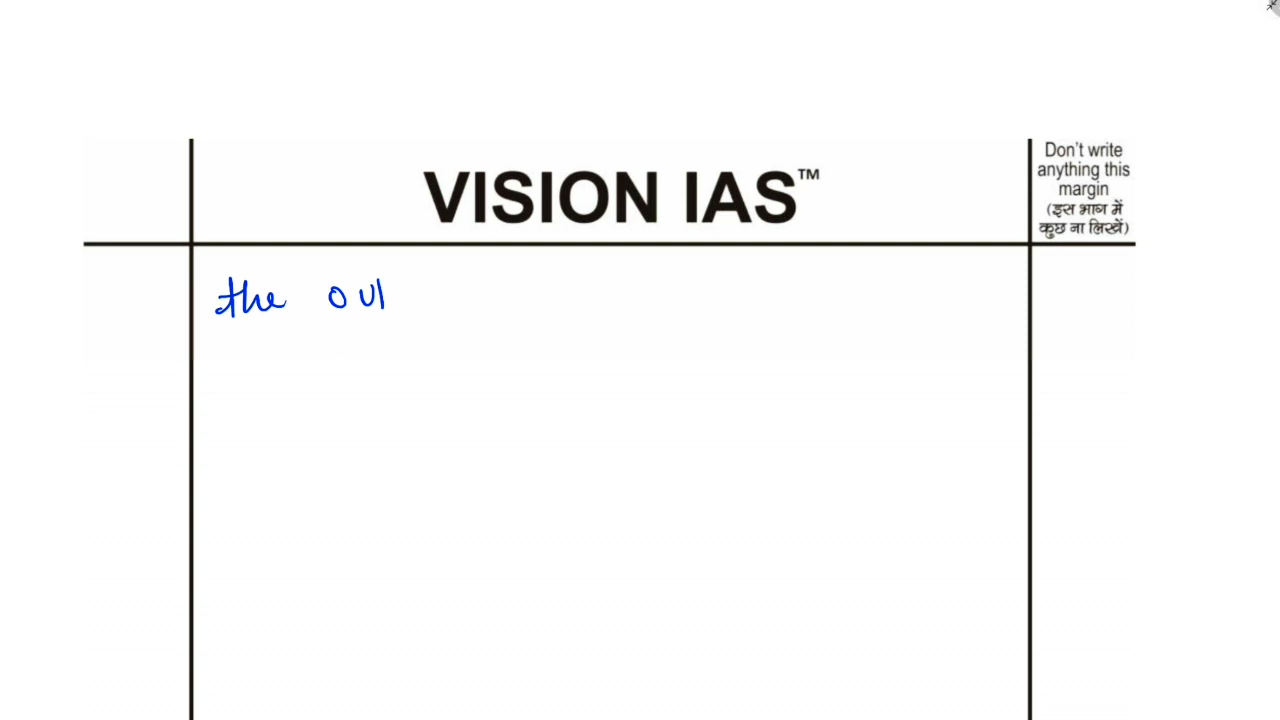 VISION IAS™
Don't write
anything this
margin
(इस भाग में
कुछ ना लिखें)
the